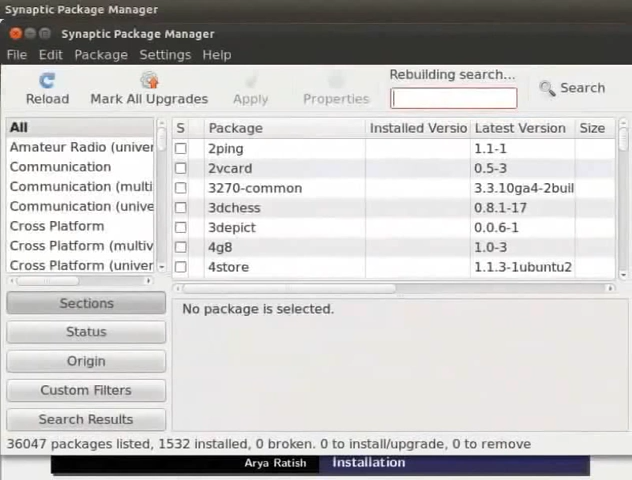 Synaptic Package Manager
Synaptic Package Manager
File Edit Package Settings Help
Rebuilding search...
Reload Mark All Upgrades Apply Properties Search
All
Amateur Radio (univer
Communication
Communication (multi
Communication (unive
Cross Platform
Cross Platform (multiv
Cross Platform (univer
S Package Installed Versio Latest Version Size
2ping 1.1-1
2vcard 0.5-3
3270-common 3.3.10ga4-2buil
3dchess 0.8.1-17
3depict 0.0.6-1
4g8 1.0-3
4store 1.1.3-1ubuntu2
Sections
Status
Origin
Custom Filters
Search Results
No package is selected.
36047 packages listed, 1532 installed, 0 broken. 0 to install/upgrade, 0 to remove
Arya Ratish Installation